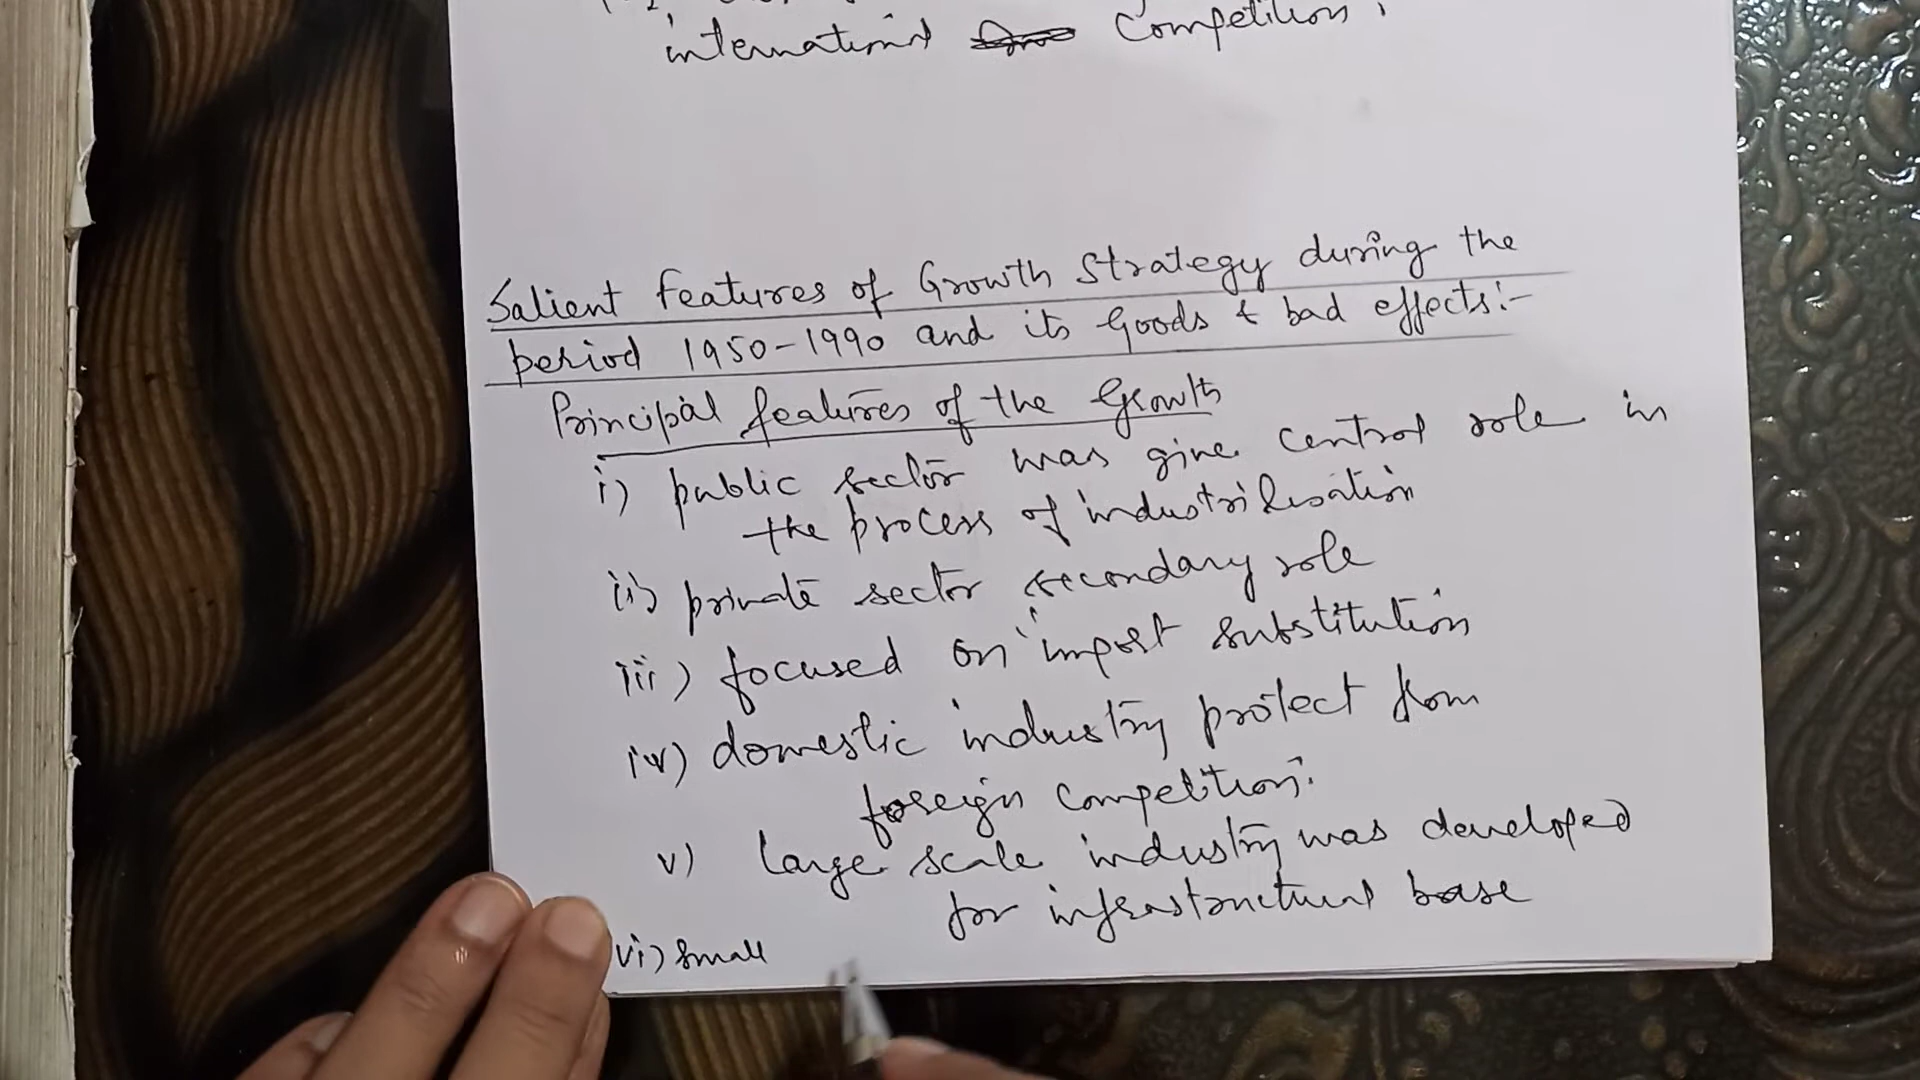 international Competition.
Salient features of Growth Strategy during the
period 1950-1990 and its Goods & bad effects:-
Principal features of the Growth
i) public sector was give central role in
the process of industrilisation
ii) private sector secondary role
iii) focused on import substitution
iv) domestic industry protect from
foreign competition.
v) large scale industry was developed
for infrastructural base
vi) small